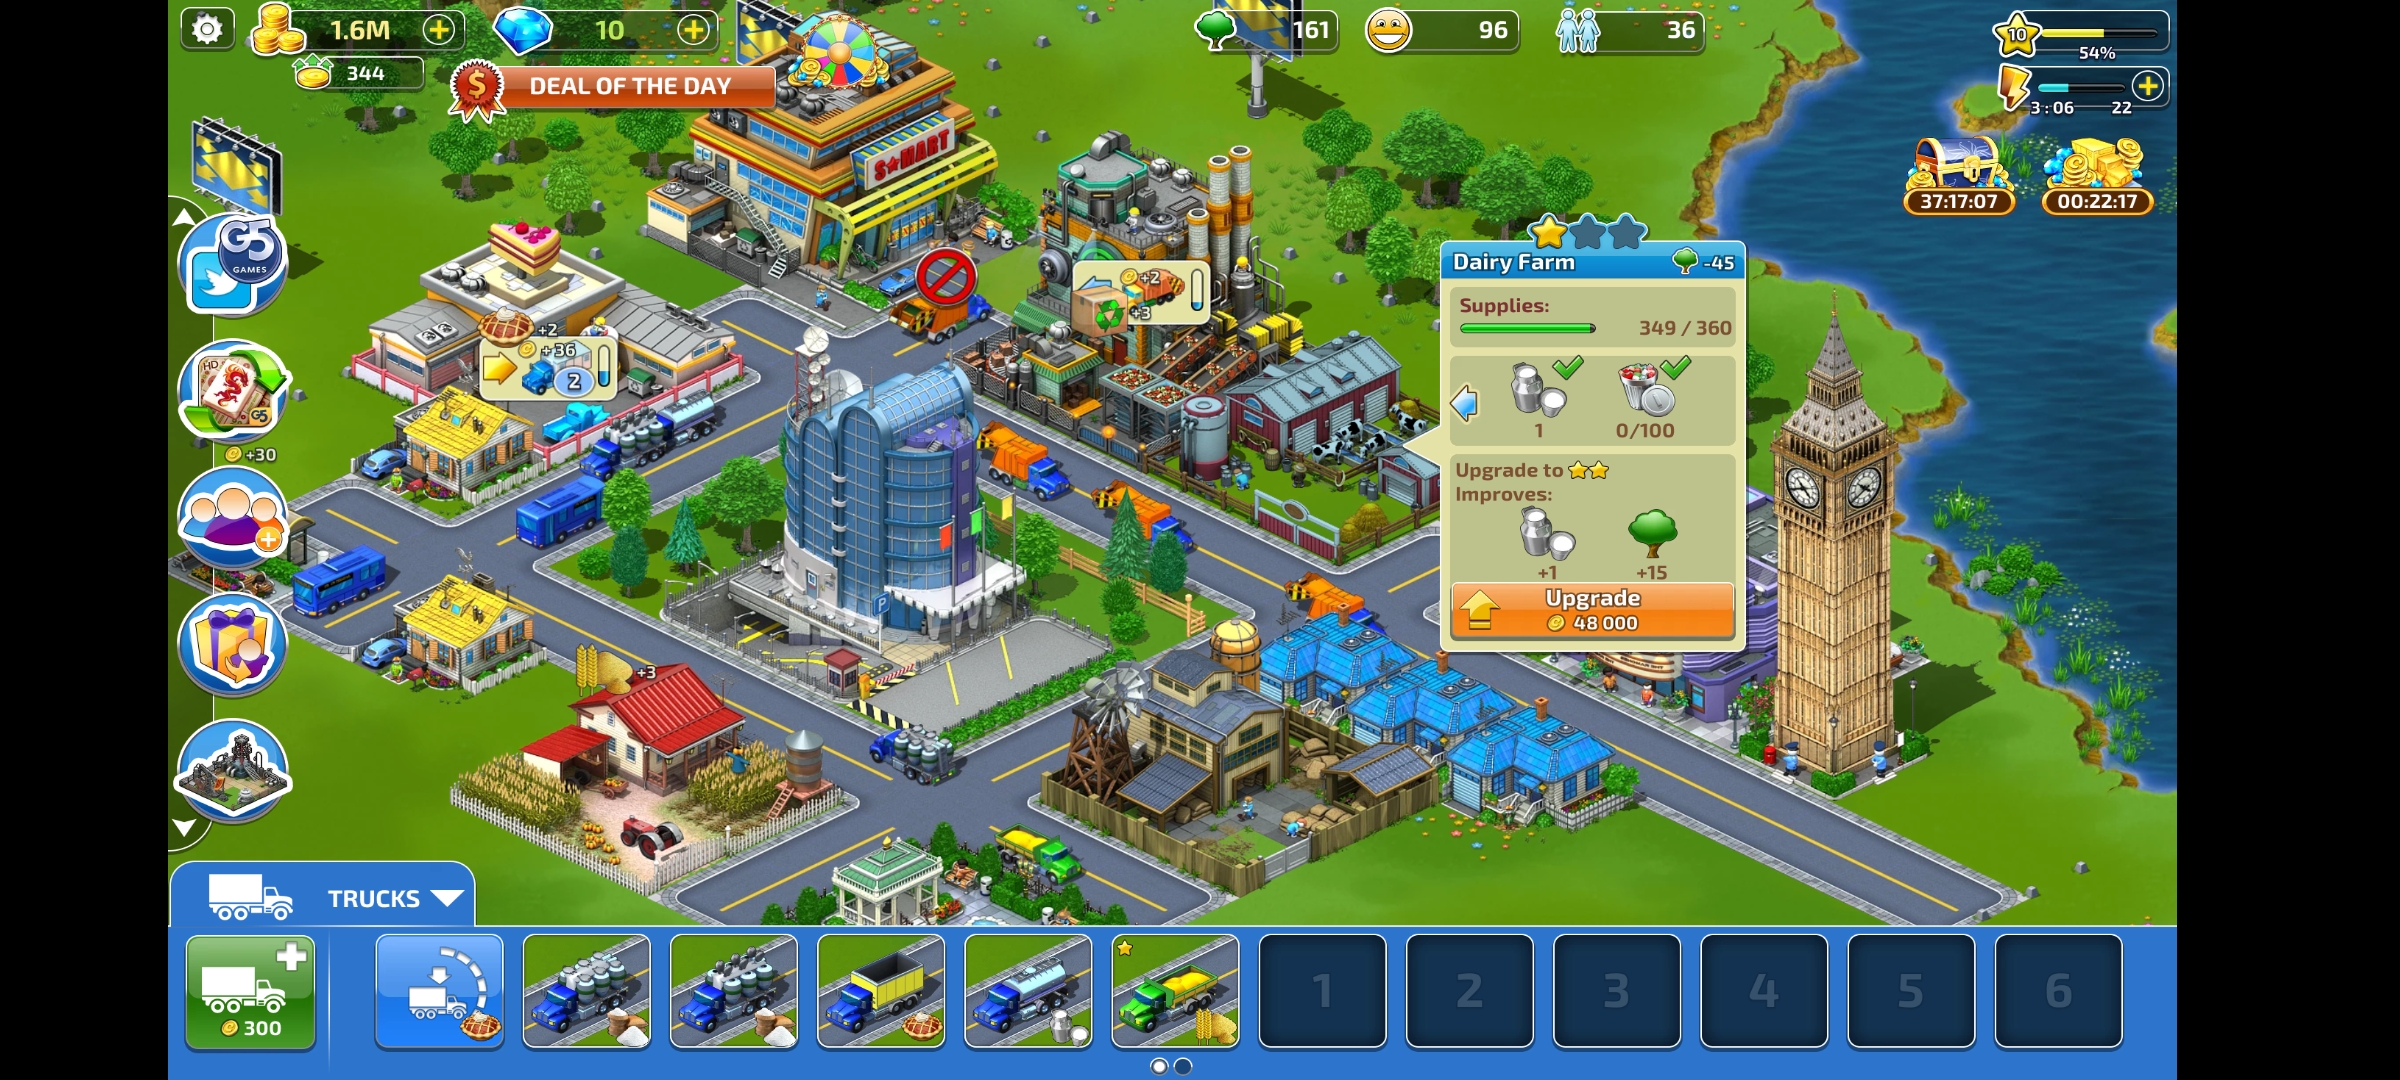 1.6M
10
161
96
36
10
54%
344
DEAL OF THE DAY
3:06
22
S★MART
37:17:07
00:22:17
G5
GAMES
Dairy Farm
-45
+2
+3
Supplies:
349 / 360
+2
+36
2
HD
G5
1
0/100
+30
Upgrade to
Improves:
+1
+15
Upgrade
48 000
P
+3
TRUCKS
300
1
2
3
4
5
6